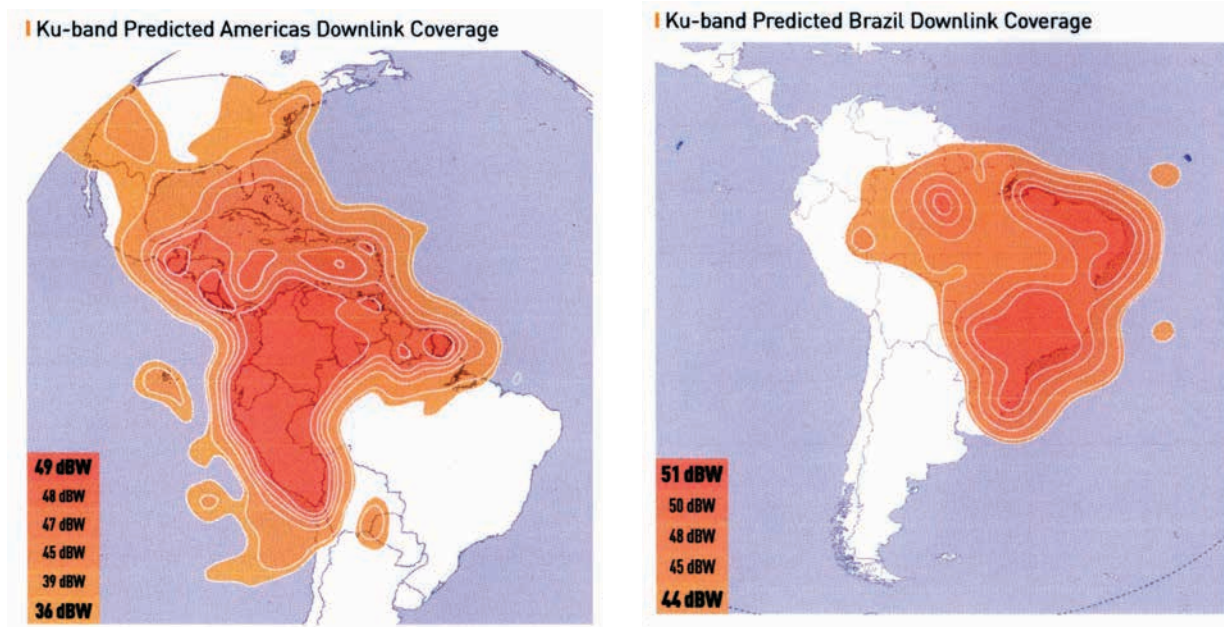 Ku-band Predicted Americas Downlink Coverage
49 dBW
48 dBW
47 dBW
45 dBW
39 dBW
36 dBW
Ku-band Predicted Brazil Downlink Coverage
51 dBW
50 dBW
48 dBW
45 dBW
44 dBW